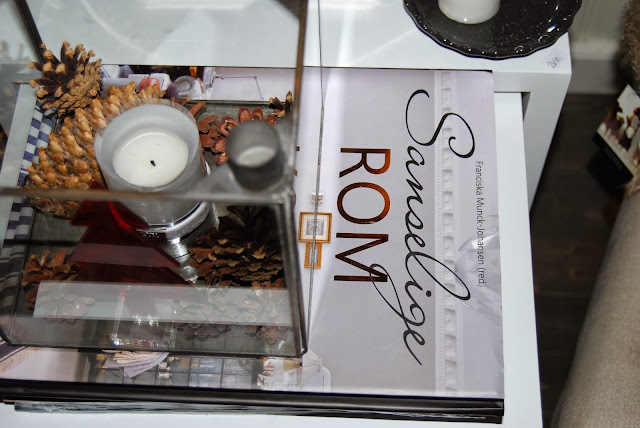 Franciska Munck-Johansen (red.)
Sanselige
ROM